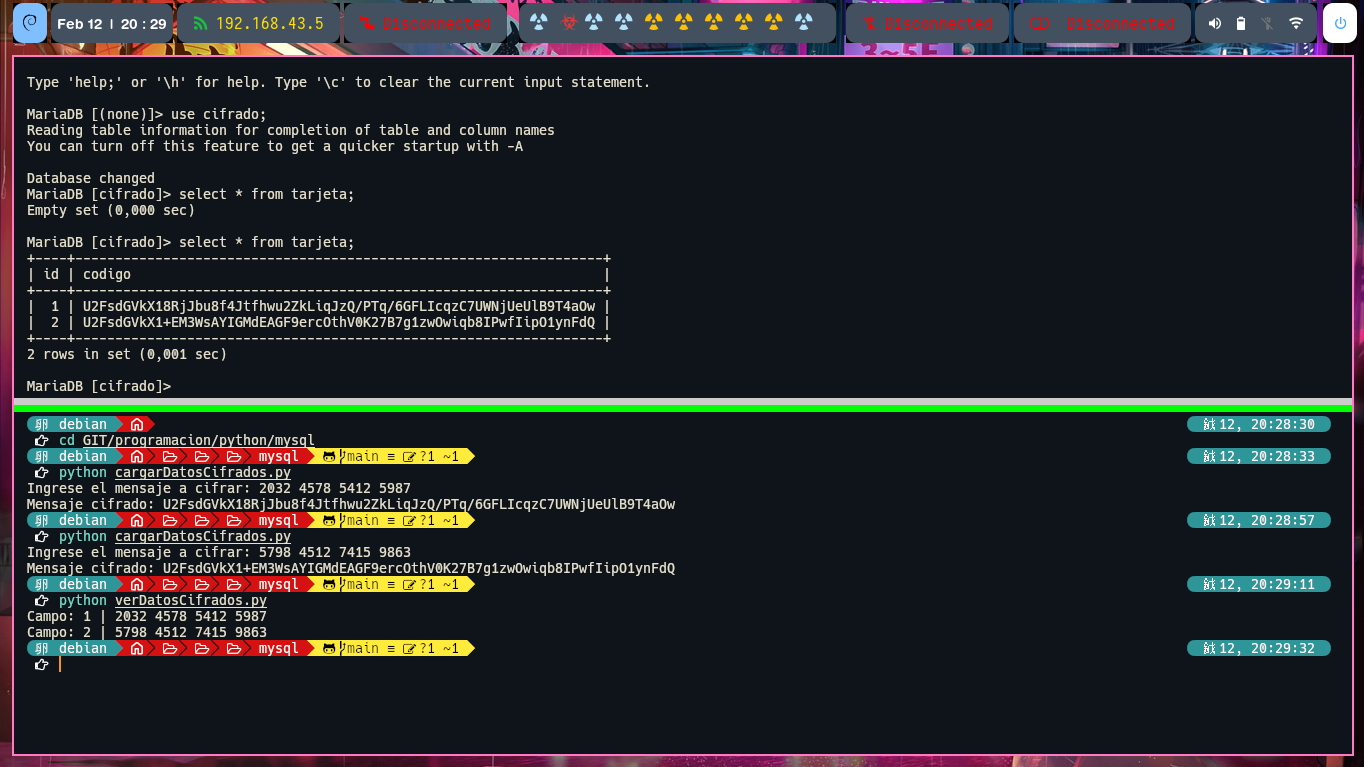 Feb 12 | 20 : 29 192.168.43.5 Disconnected Disconnected Disconnected
Type 'help;' or '\h' for help. Type '\c' to clear the current input statement.
MariaDB [(none)]> use cifrado;
Reading table information for completion of table and column names
You can turn off this feature to get a quicker startup with -A
Database changed
MariaDB [cifrado]> select * from tarjeta;
Empty set (0,000 sec)
MariaDB [cifrado]> select * from tarjeta;
+----+-----------------------------------------------------------------+
| id | codigo |
+----+-----------------------------------------------------------------+
| 1 | U2FsdGVkX18RjJbu8f4Jtfhwu2ZkLiqJzQ/PTq/6GFLIcqzC7UWNjUeUlB9T4aOw |
| 2 | U2FsdGVkX1+EM3WsAYIGMdEAGF9ercOthV0K27B7g1zwOwiqb8IPwfIipO1ynFdQ |
+----+-----------------------------------------------------------------+
2 rows in set (0,001 sec)
MariaDB [cifrado]>
debian 12, 20:28:30
cd GIT/programacion/python/mysql
debian mysql main ≡ ?1 ~1 12, 20:28:33
python cargarDatosCifrados.py
Ingrese el mensaje a cifrar: 2032 4578 5412 5987
Mensaje cifrado: U2FsdGVkX18RjJbu8f4Jtfhwu2ZkLiqJzQ/PTq/6GFLIcqzC7UWNjUeUlB9T4aOw
debian mysql main ≡ ?1 ~1 12, 20:28:57
python cargarDatosCifrados.py
Ingrese el mensaje a cifrar: 5798 4512 7415 9863
Mensaje cifrado: U2FsdGVkX1+EM3WsAYIGMdEAGF9ercOthV0K27B7g1zwOwiqb8IPwfIipO1ynFdQ
debian mysql main ≡ ?1 ~1 12, 20:29:11
python verDatosCifrados.py
Campo: 1 | 2032 4578 5412 5987
Campo: 2 | 5798 4512 7415 9863
debian mysql main ≡ ?1 ~1 12, 20:29:32